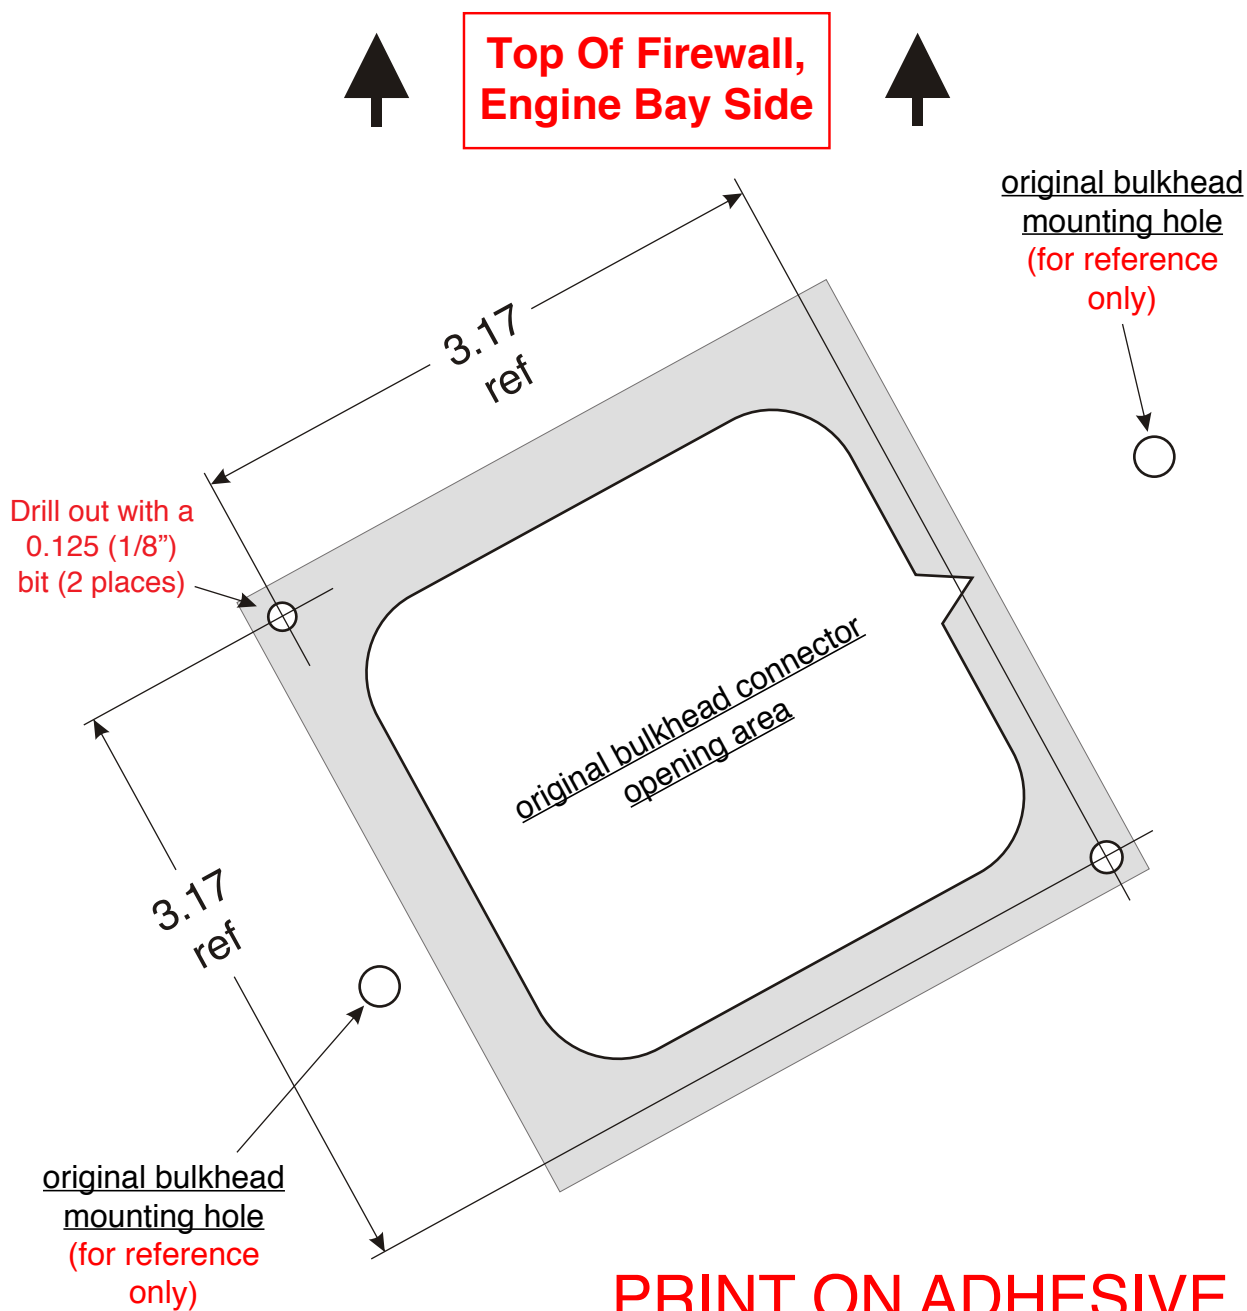 Top Of Firewall,
Engine Bay Side
original bulkhead
mounting hole
(for reference
only)
3.17
ref
Drill out with a
0.125 (1/8”)
bit (2 places)
original bulkhead connector
opening area
3.17
ref
original bulkhead
mounting hole
(for reference
only)
PRINT ON ADHESIVE